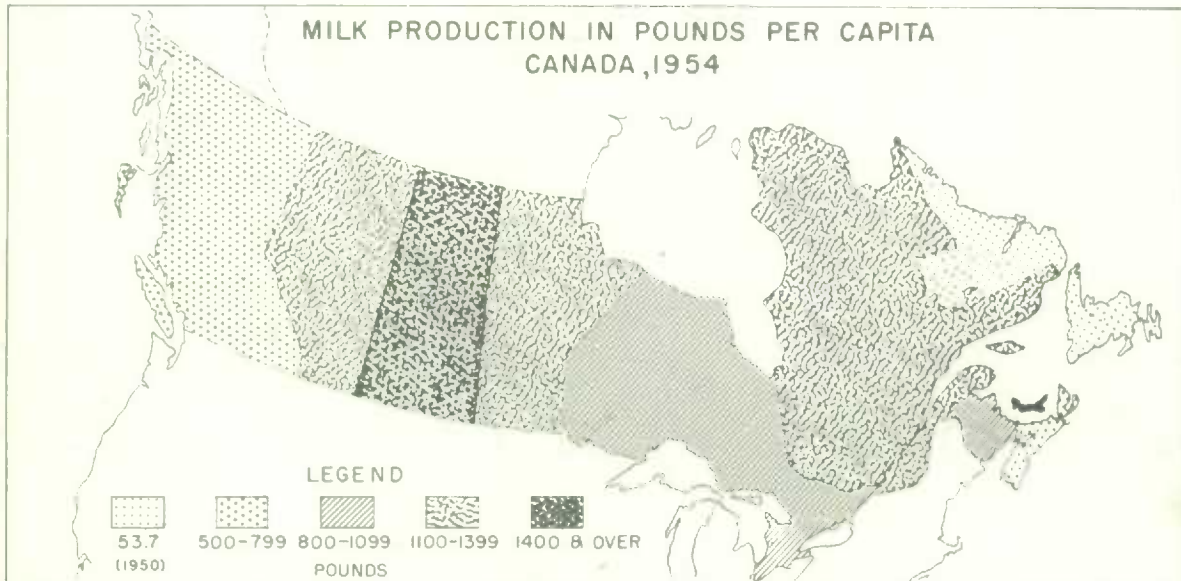 MILK PRODUCTION IN POUNDS PER CAPITA
CANADA, 1954
LEGEND
53.7 500-799 800-1099 1100-1399 1400 & OVER
(1950) POUNDS